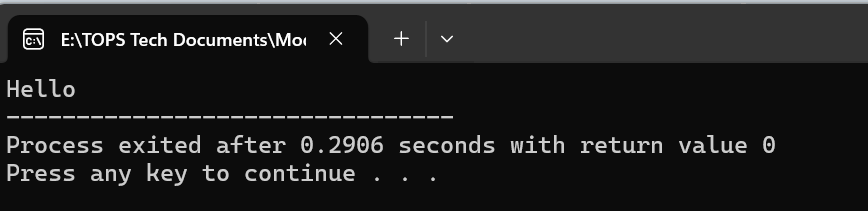 E:\TOPS Tech Documents\Mod
Hello
--------------------------------
Process exited after 0.2906 seconds with return value 0
Press any key to continue . . .